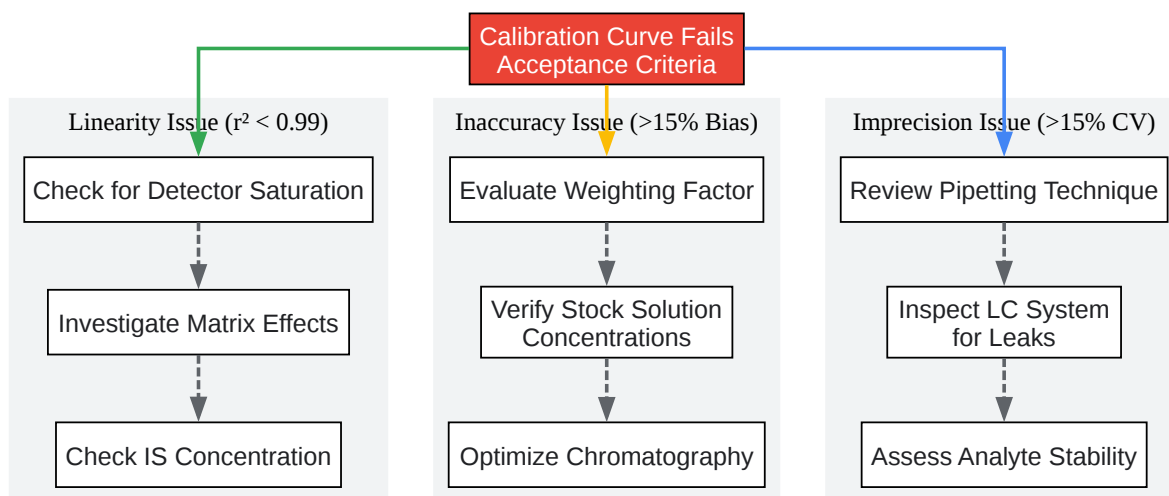 Calibration Curve Fails
Acceptance Criteria
Linearity Issue (r² < 0.99)
Check for Detector Saturation
Investigate Matrix Effects
Check IS Concentration
Inaccuracy Issue (>15% Bias)
Evaluate Weighting Factor
Verify Stock Solution
Concentrations
Optimize Chromatography
Imprecision Issue (>15% CV)
Review Pipetting Technique
Inspect LC System
for Leaks
Assess Analyte Stability